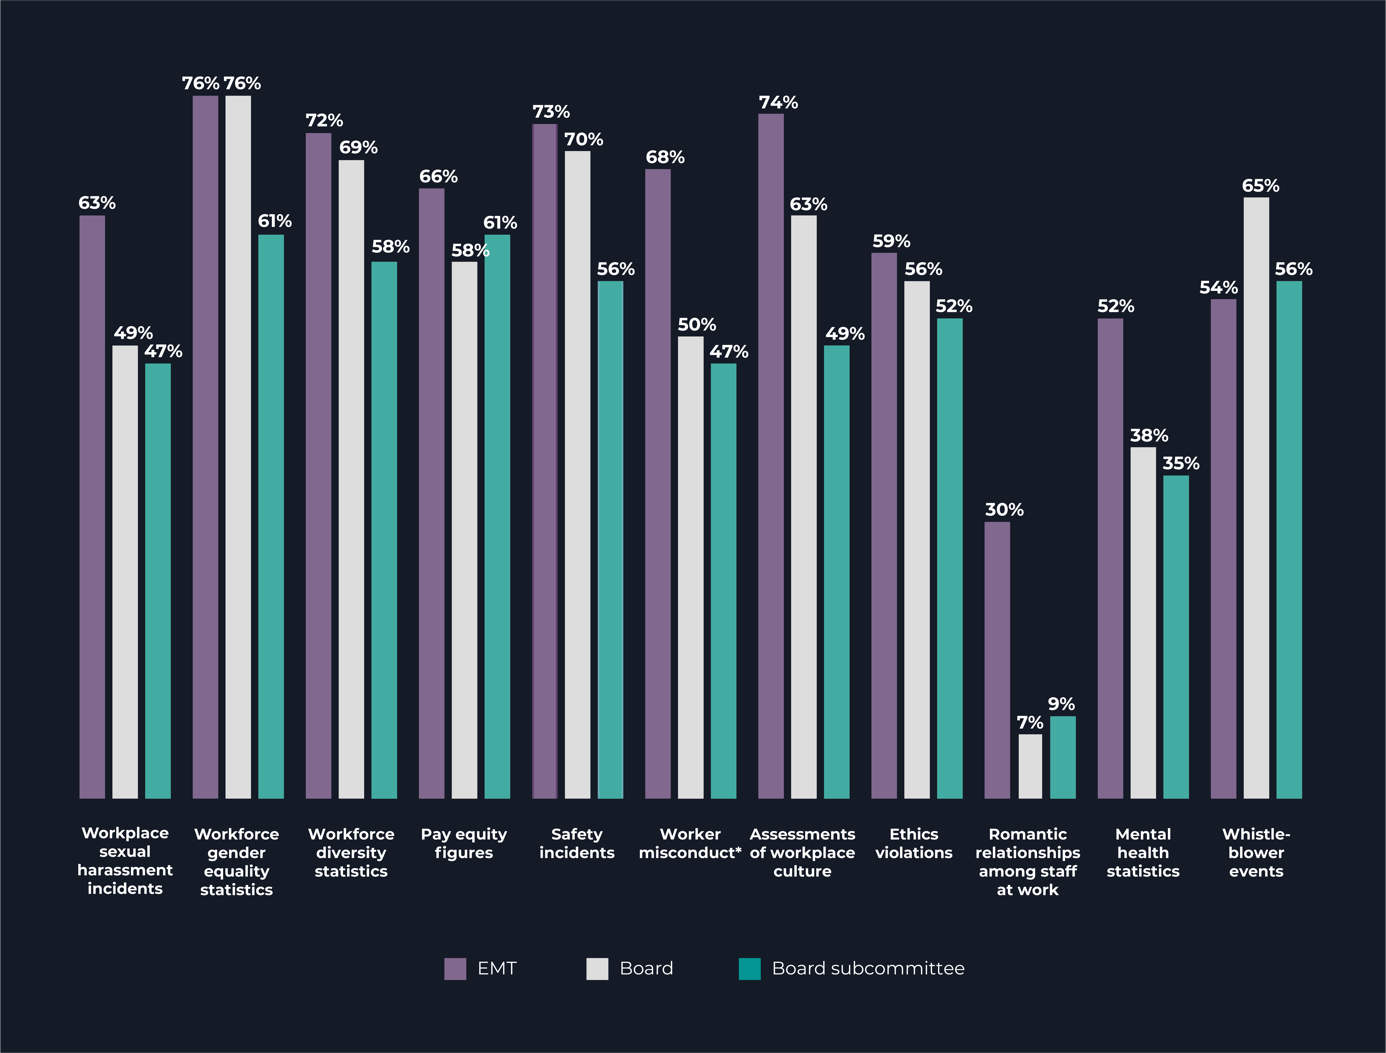 76% 76%
74%
73%
72%
70%
69%
68%
66%
65%
63%
63%
61%
61%
59%
58%
58%
56%
56%
56%
54%
52%
52%
50%
49%
49%
47%
47%
38%
35%
30%
9%
7%
Workplace
sexual
harassment
incidents
Workforce
gender
equality
statistics
Workforce
diversity
statistics
Pay equity
figures
Safety
incidents
Worker
misconduct*
Assessments
of workplace
culture
Ethics
violations
Romantic
relationships
among staff
at work
Mental
health
statistics
Whistle-
blower
events
EMT
Board
Board subcommittee